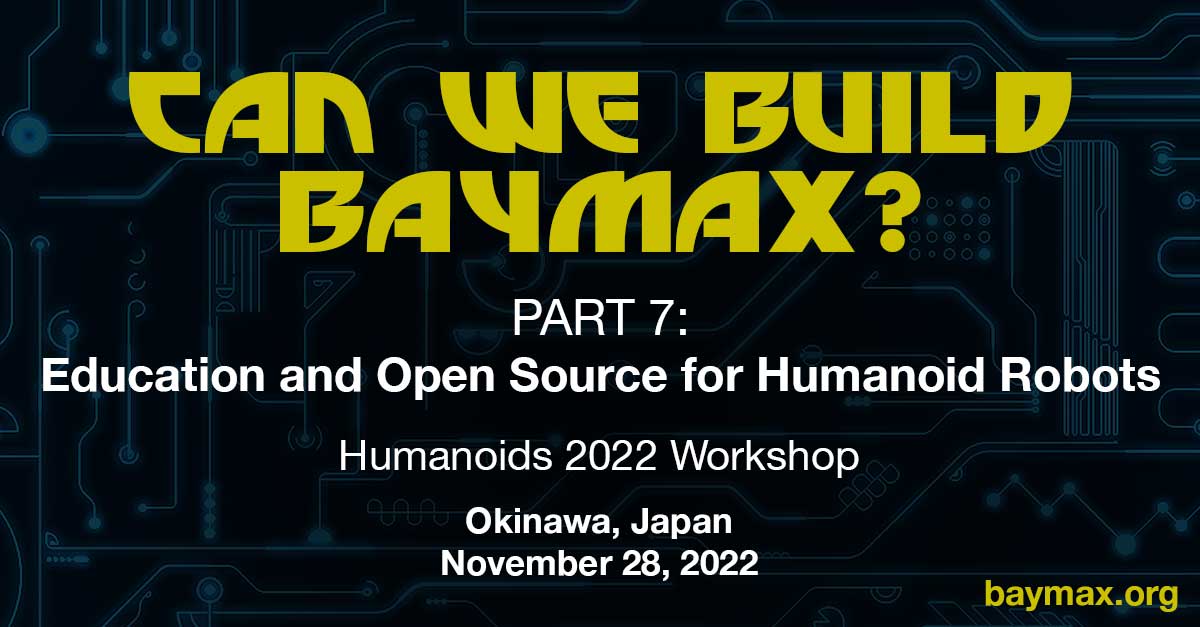 CAN WE BUILD
BAYMAX?
PART 7:
Education and Open Source for Humanoid Robots
Humanoids 2022 Workshop
Okinawa, Japan
November 28, 2022
baymax.org